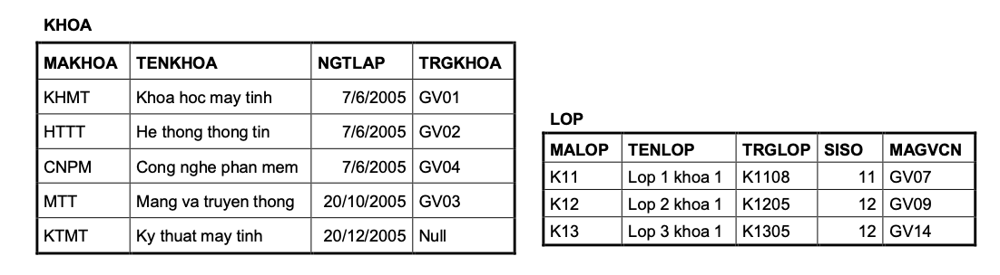 KHOA
MAKHOA TENKHOA NGTLAP TRGKHOA
KHMT Khoa hoc may tinh 7/6/2005 GV01
HTTT He thong thong tin 7/6/2005 GV02
CNPM Cong nghe phan mem 7/6/2005 GV04
MTT Mang va truyen thong 20/10/2005 GV03
KTMT Ky thuat may tinh 20/12/2005 Null
LOP
MALOP TENLOP TRGLOP SISO MAGVCN
K11 Lop 1 khoa 1 K1108 11 GV07
K12 Lop 2 khoa 1 K1205 12 GV09
K13 Lop 3 khoa 1 K1305 12 GV14